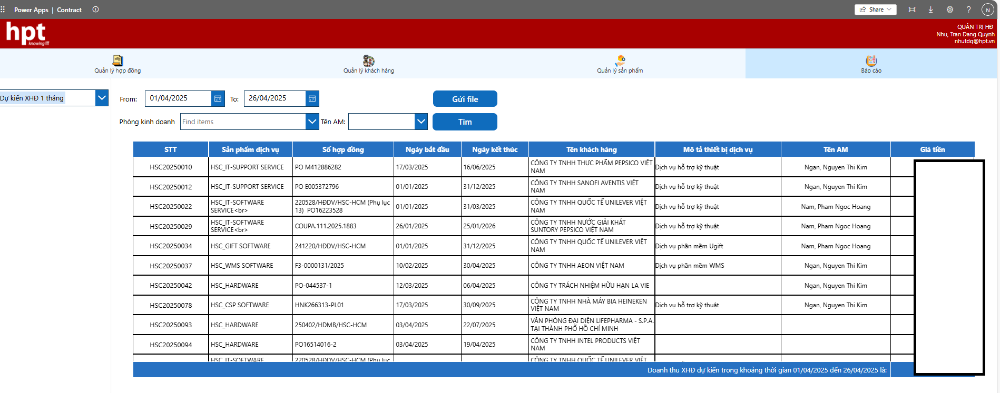 Power Apps | Contract
Share
?
N
hpt
knowing IT
QUẢN TRỊ HĐ
Nhu, Tran Dang Quynh
nhutdq@hpt.vn
Quản lý hợp đồng
Quản lý khách hàng
Quản lý sản phẩm
Báo cáo
Dự kiến XHĐ 1 tháng
From: 01/04/2025 To: 26/04/2025 Gửi file
Phòng kinh doanh Find items Tên AM: Tìm
STT Sản phẩm dịch vụ Số hợp đồng Ngày bắt đầu Ngày kết thúc Tên khách hàng Mô tả thiết bị dịch vụ Tên AM Giá tiền
HSC20250010 HSC_IT-SUPPORT SERVICE PO M412886282 17/03/2025 16/06/2025 CÔNG TY TNHH THỰC PHẨM PEPSICO VIỆT
NAM Dịch vụ hỗ trợ kỹ thuật Ngan, Nguyen Thi Kim
HSC20250012 HSC_IT-SUPPORT SERVICE PO E005372796 01/01/2025 31/12/2025 CÔNG TY TNHH SANOFI AVENTIS VIỆT
NAM Dịch vụ hỗ trợ kỹ thuật Ngan, Nguyen Thi Kim
HSC20250022 HSC_IT-SOFTWARE
SERVICE<br> 220528/HĐDV/HSC-HCM (Phụ lục
13) PO16223528 01/01/2025 31/03/2025 CÔNG TY TNHH QUỐC TẾ UNILEVER VIỆT
NAM Dịch vụ hỗ trợ kỹ thuật Nam, Pham Ngoc Hoang
HSC20250029 HSC_IT-SOFTWARE
SERVICE<br> COUPA.111.2025.1883 26/01/2025 25/01/2026 CÔNG TY TNHH NƯỚC GIẢI KHÁT
SUNTORY PEPSICO VIỆT NAM Dịch vụ hỗ trợ kỹ thuật Nam, Pham Ngoc Hoang
HSC20250034 HSC_GIFT SOFTWARE 241220/HĐDV/HSC-HCM 01/01/2025 31/12/2025 CÔNG TY TNHH QUỐC TẾ UNILEVER VIỆT
NAM Dịch vụ phần mềm Ugift Nam, Pham Ngoc Hoang
HSC20250037 HSC_WMS SOFTWARE F3-0000131/2025 10/02/2025 30/04/2025 CÔNG TY TNHH AEON VIỆT NAM Dịch vụ phần mềm WMS Ngan, Nguyen Thi Kim
HSC20250042 HSC_HARDWARE PO-044537-1 12/03/2025 06/04/2025 CÔNG TY TRÁCH NHIỆM HỮU HẠN LA VIE Ngan, Nguyen Thi Kim
HSC20250078 HSC_CSP SOFTWARE HNK266313-PL01 17/03/2025 30/09/2025 CÔNG TY TNHH NHÀ MÁY BIA HEINEKEN
VIỆT NAM Dịch vụ hỗ trợ kỹ thuật Ngan, Nguyen Thi Kim
HSC20250093 HSC_HARDWARE 250402/HDMB/HSC-HCM 03/04/2025 22/07/2025 VĂN PHÒNG ĐẠI DIỆN LIFEPHARMA - S.P.A.
TẠI THÀNH PHỐ HỒ CHÍ MINH
HSC20250094 HSC_HARDWARE PO16514016-2 03/04/2025 19/04/2025 CÔNG TY TNHH INTEL PRODUCTS VIỆT
NAM
HSC_IT-SOFTWARE 220528/HĐDV/HSC-HCM (Phụ lục CÔNG TY TNHH QUỐC TẾ UNILEVER VIỆT
Doanh thu XHĐ dự kiến trong khoảng thời gian 01/04/2025 đến 26/04/2025 là: